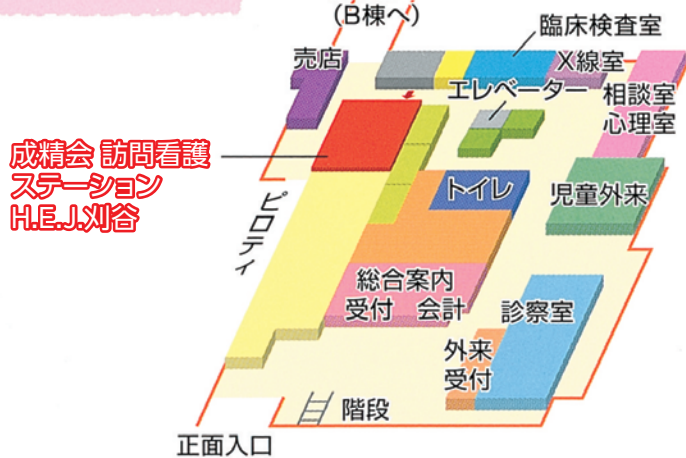 (B棟へ)
臨床検査室
売店
X線室
エレベーター
相談室
心理室
成精会 訪問看護
ステーション
H.E.J.刈谷
トイレ
児童外来
ピロティ
総合案内
受付 会計
診察室
外来
受付
階段
正面入口